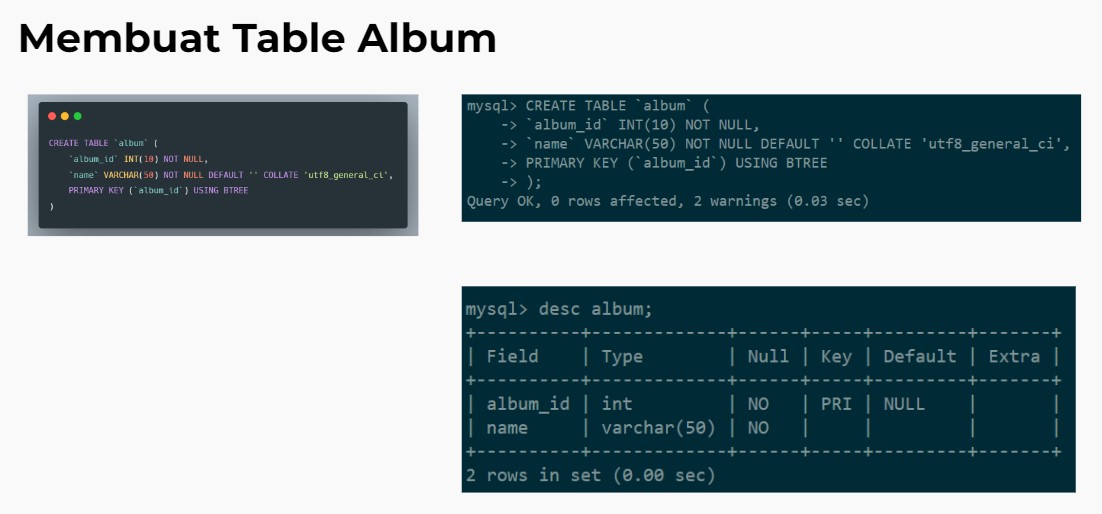 Membuat Table Album
CREATE TABLE `album` (
    `album_id` INT(10) NOT NULL,
    `name` VARCHAR(50) NOT NULL DEFAULT '' COLLATE 'utf8_general_ci',
    PRIMARY KEY (`album_id`) USING BTREE
)
mysql> CREATE TABLE `album` (
    -> `album_id` INT(10) NOT NULL,
    -> `name` VARCHAR(50) NOT NULL DEFAULT '' COLLATE 'utf8_general_ci',
    -> PRIMARY KEY (`album_id`) USING BTREE
    -> );
Query OK, 0 rows affected, 2 warnings (0.03 sec)
mysql> desc album;
+----------+-------------+------+-----+---------+-------+
| Field    | Type        | Null | Key | Default | Extra |
+----------+-------------+------+-----+---------+-------+
| album_id | int         | NO   | PRI | NULL    |       |
| name     | varchar(50) | NO   |     |         |       |
+----------+-------------+------+-----+---------+-------+
2 rows in set (0.00 sec)